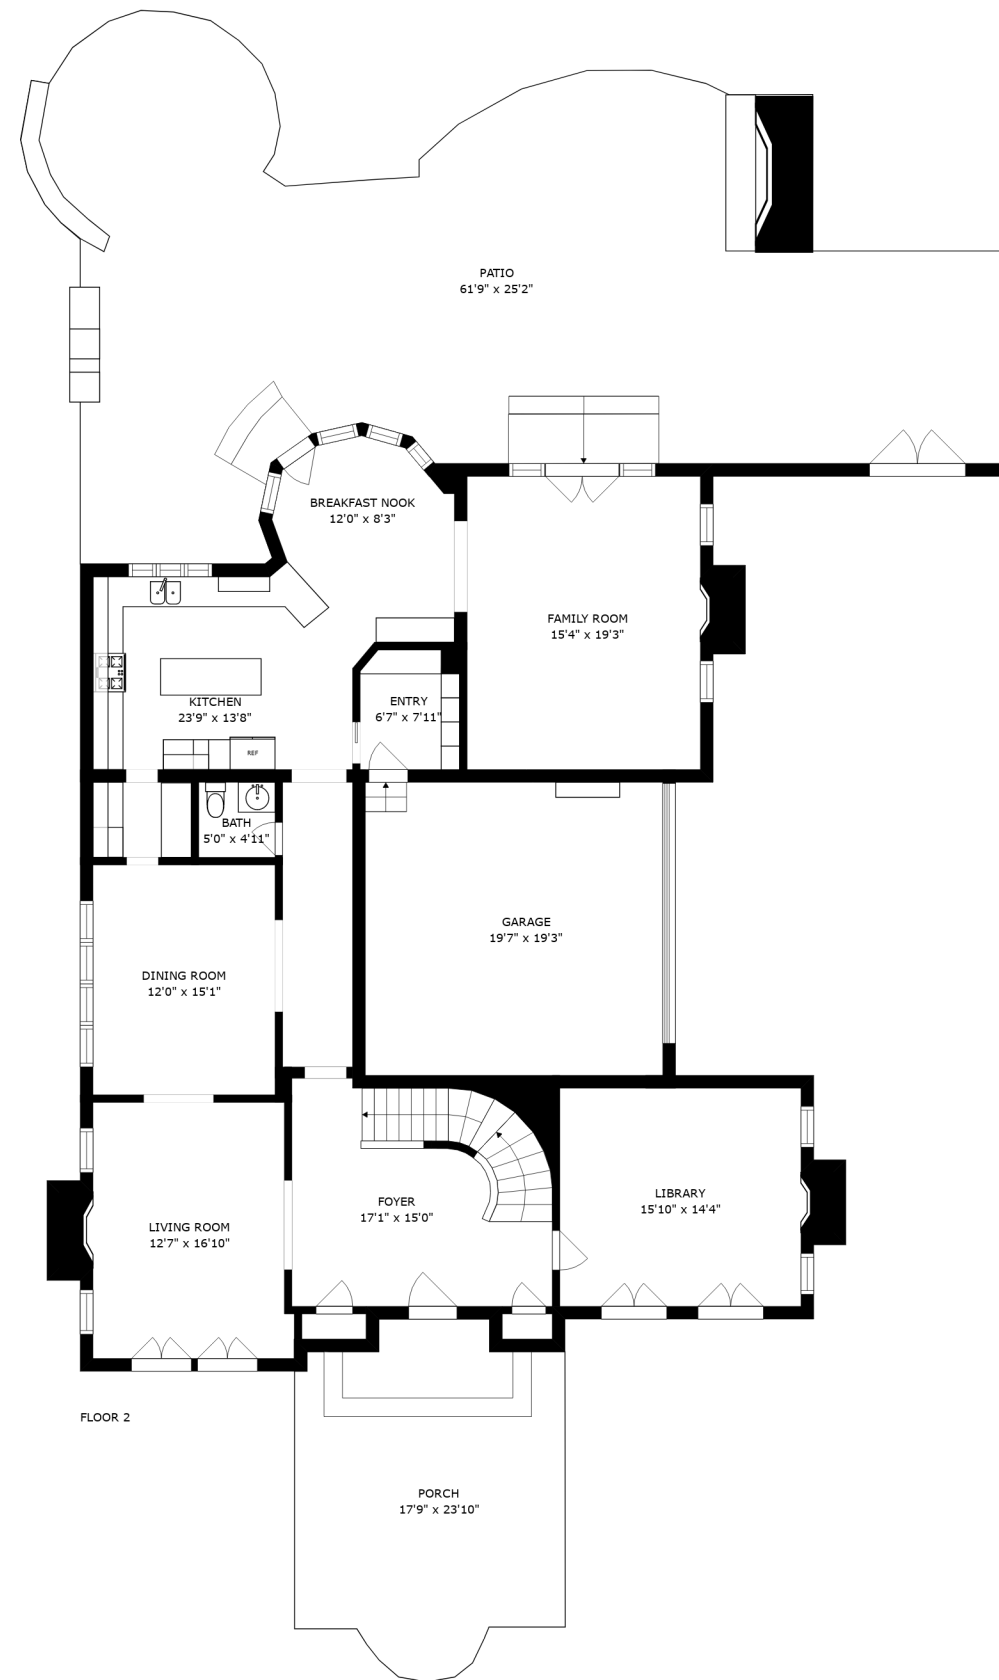 PATIO
61'9" x 25'2"
BREAKFAST NOOK
12'0" x 8'3"
FAMILY ROOM
15'4" x 19'3"
KITCHEN
23'9" x 13'8"
ENTRY
6'7" x 7'11"
REF
BATH
5'0" x 4'11"
GARAGE
19'7" x 19'3"
DINING ROOM
12'0" x 15'1"
LIBRARY
15'10" x 14'4"
FOYER
17'1" x 15'0"
LIVING ROOM
12'7" x 16'10"
FLOOR 2
PORCH
17'9" x 23'10"